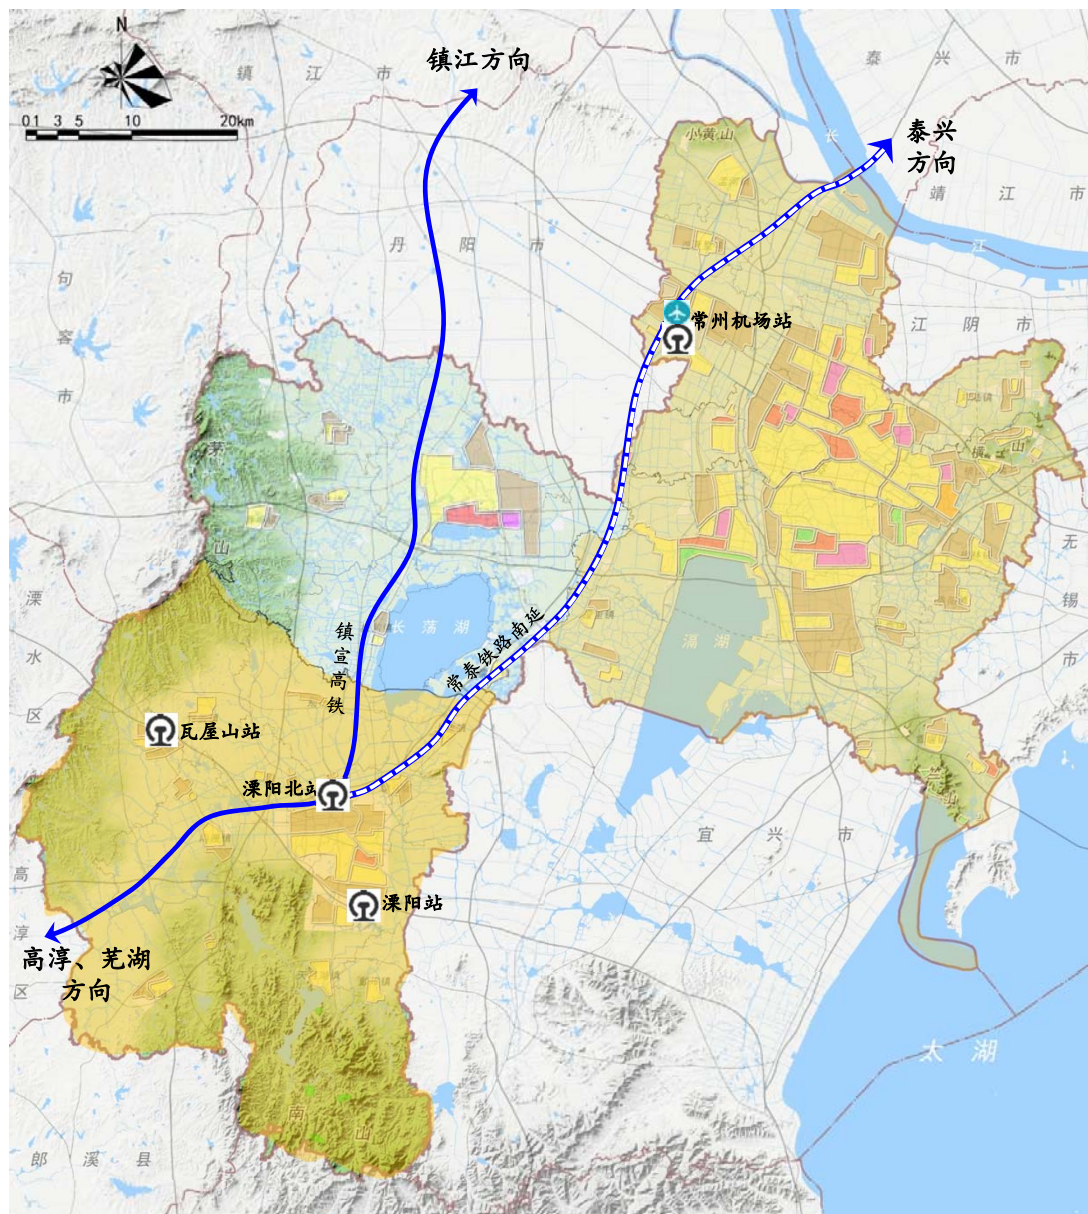 N
镇江方向
镇江市
泰兴市
0 1 3 5 10 20km
小黄山
长
泰兴
方向
靖江市
丹阳市
江
句容市
常州机场站
江阴市
茅
横山
山
无锡市
溧水区
长荡湖
滆湖
镇宣高铁
常泰铁路南延
瓦屋山站
溧阳北站
宜兴市
高淳区
溧阳站
高淳、芜湖
方向
太湖
南
山
郎溪县